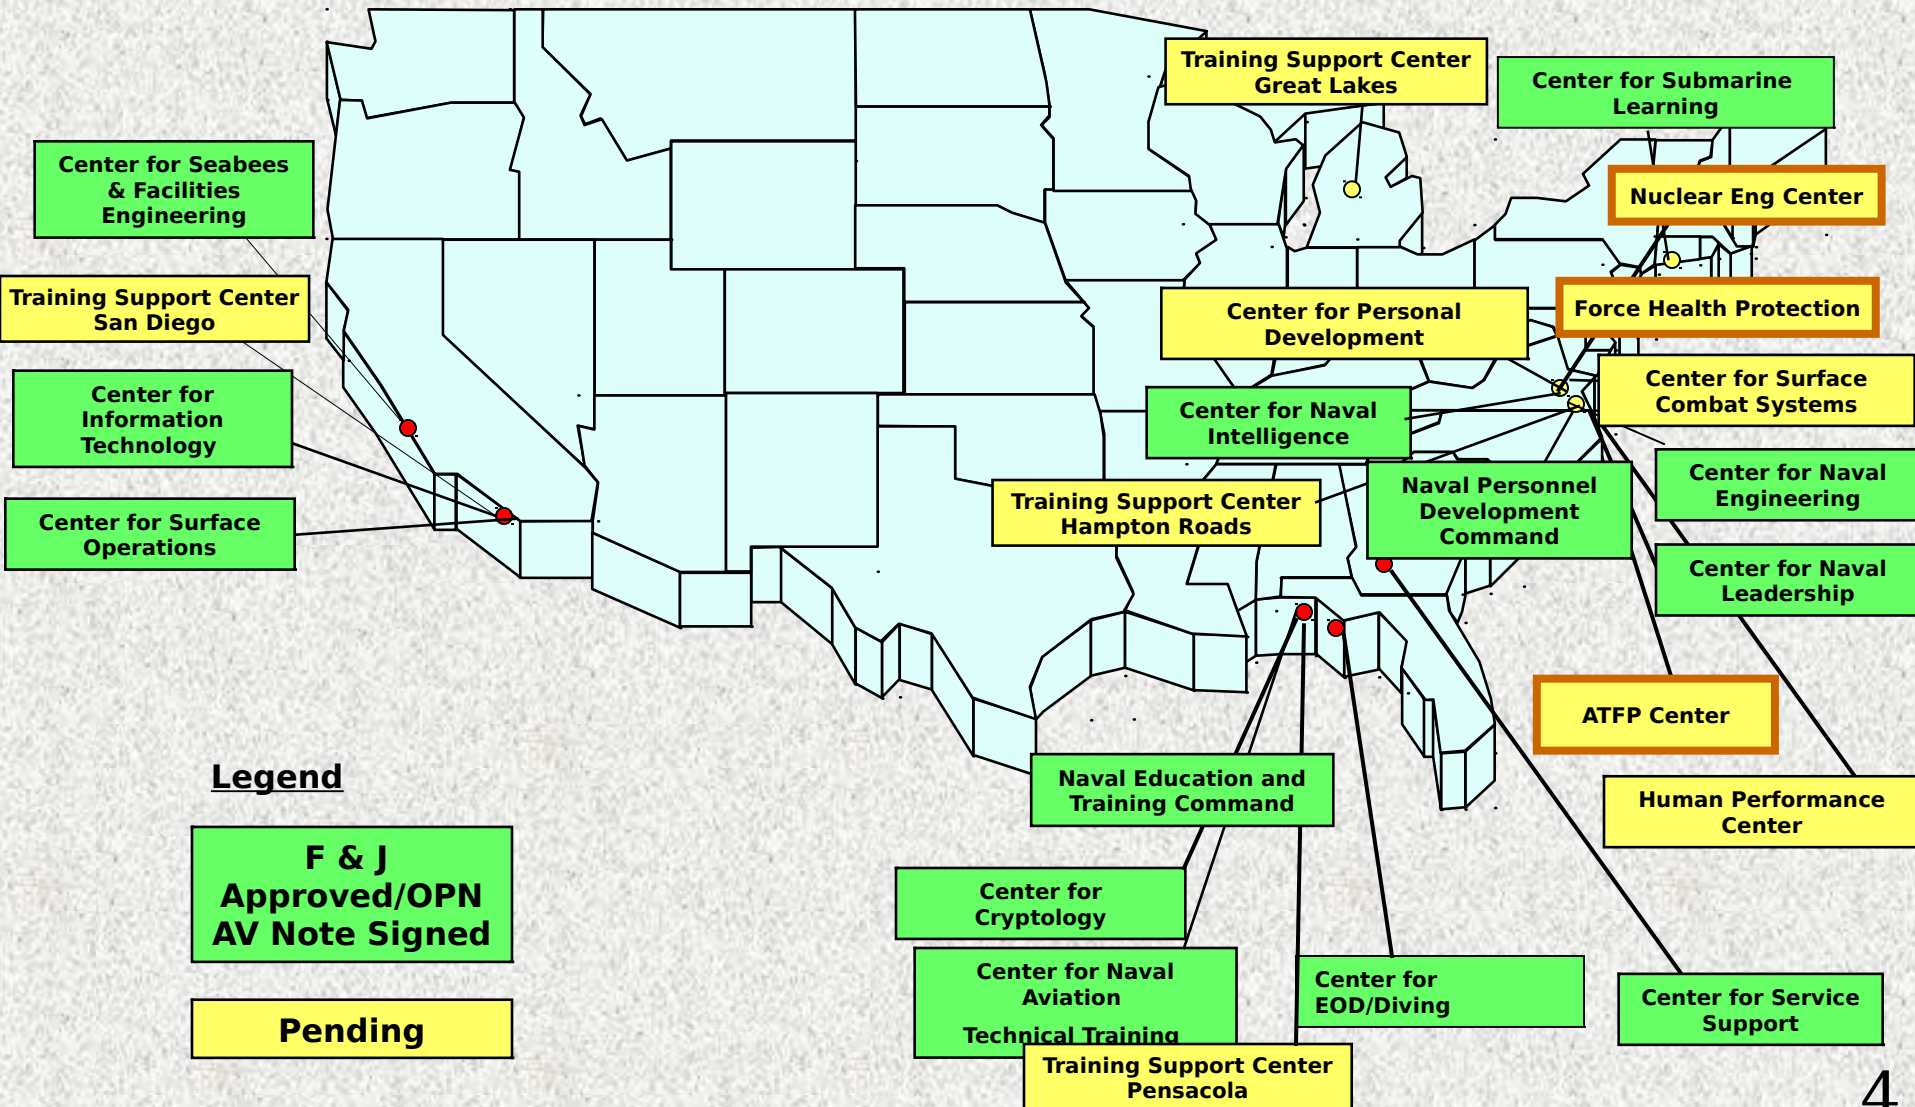 Training Support Center
Great Lakes
Center for Submarine
Learning
Center for Seabees
& Facilities
Engineering
Nuclear Eng Center
Training Support Center
San Diego
Force Health Protection
Center for Personal
Development
Center for
Information
Technology
Center for Surface
Combat Systems
Center for Naval
Intelligence
Center for Naval
Engineering
Training Support Center
Hampton Roads
Naval Personnel
Development
Command
Center for Surface
Operations
Center for Naval
Leadership
ATFP Center
Legend
Naval Education and
Training Command
Human Performance
Center
F & J
Approved/OPN
AV Note Signed
Center for
Cryptology
Center for Naval
Aviation
Technical Training
Center for
EOD/Diving
Center for Service
Support
Pending
Training Support Center
Pensacola
4